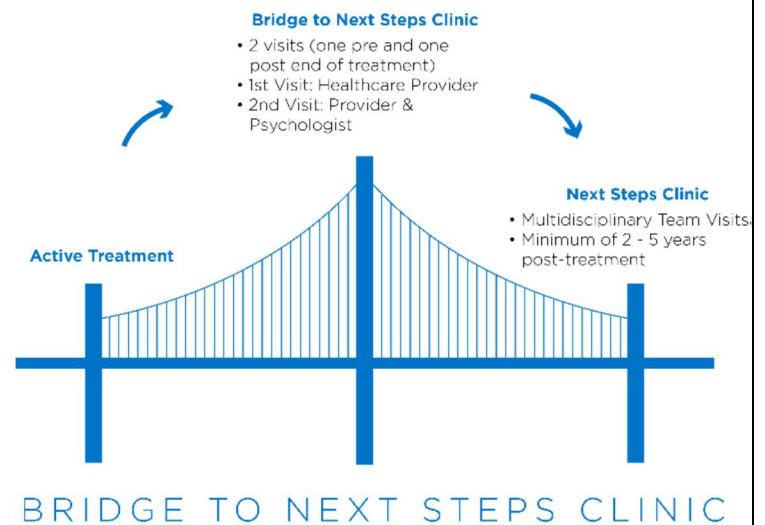 Bridge to Next Steps Clinic
• 2 visits (one pre and one
post end of treatment)
• 1st Visit: Healthcare Provider
• 2nd Visit: Provider &
Psychologist
Next Steps Clinic
• Multidisciplinary Team Visits
• Minimum of 2 - 5 years
post-treatment
Active Treatment
BRIDGE TO NEXT STEPS CLINIC